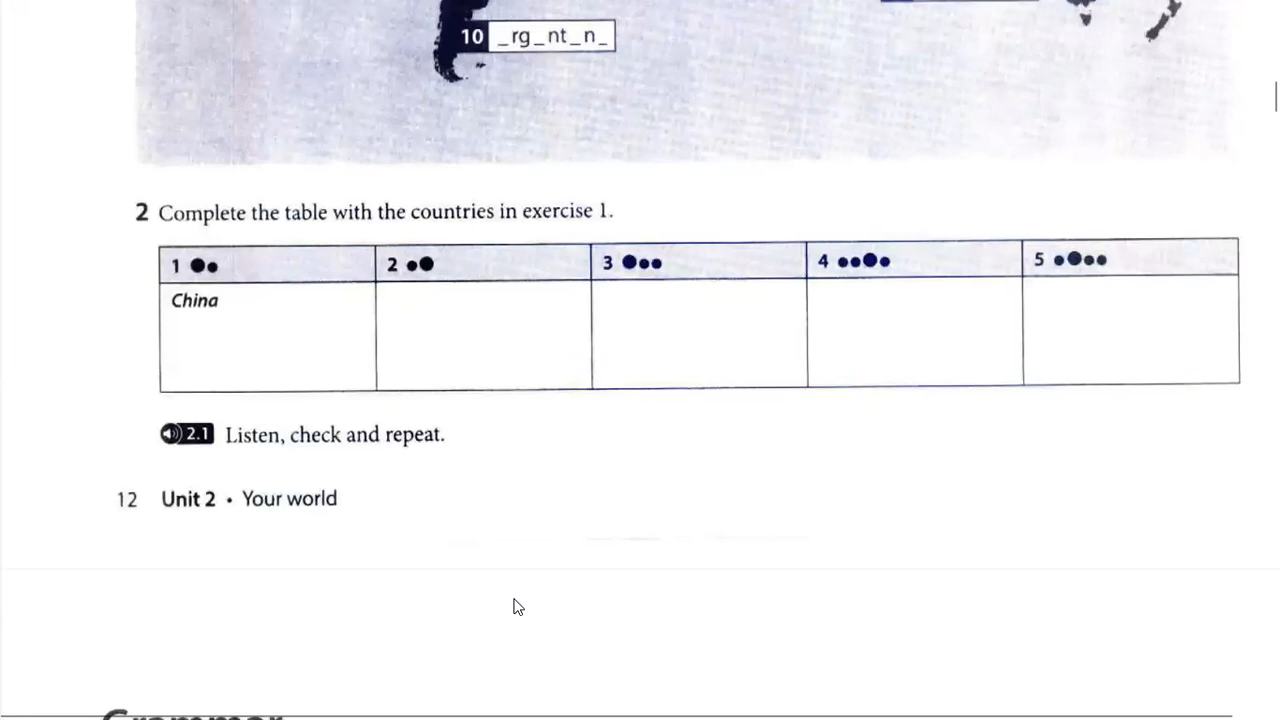 10 _rg_nt_n_
2 Complete the table with the countries in exercise 1.
1 2 3 4 5
China
2.1 Listen, check and repeat.
12 Unit 2 • Your world
Grammar